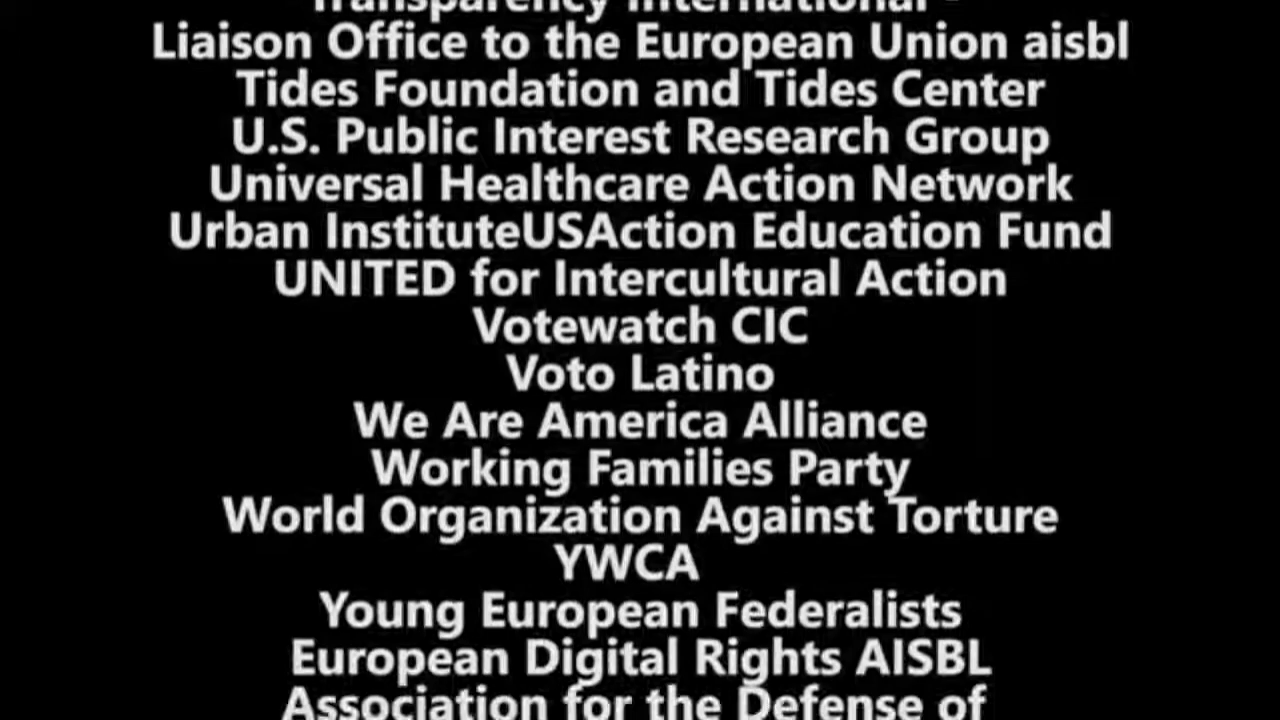 Transparency International -
Liaison Office to the European Union aisbl
Tides Foundation and Tides Center
U.S. Public Interest Research Group
Universal Healthcare Action Network
Urban InstituteUSAction Education Fund
UNITED for Intercultural Action
Votewatch CIC
Voto Latino
We Are America Alliance
Working Families Party
World Organization Against Torture
YWCA
Young European Federalists
European Digital Rights AISBL
Association for the Defense of